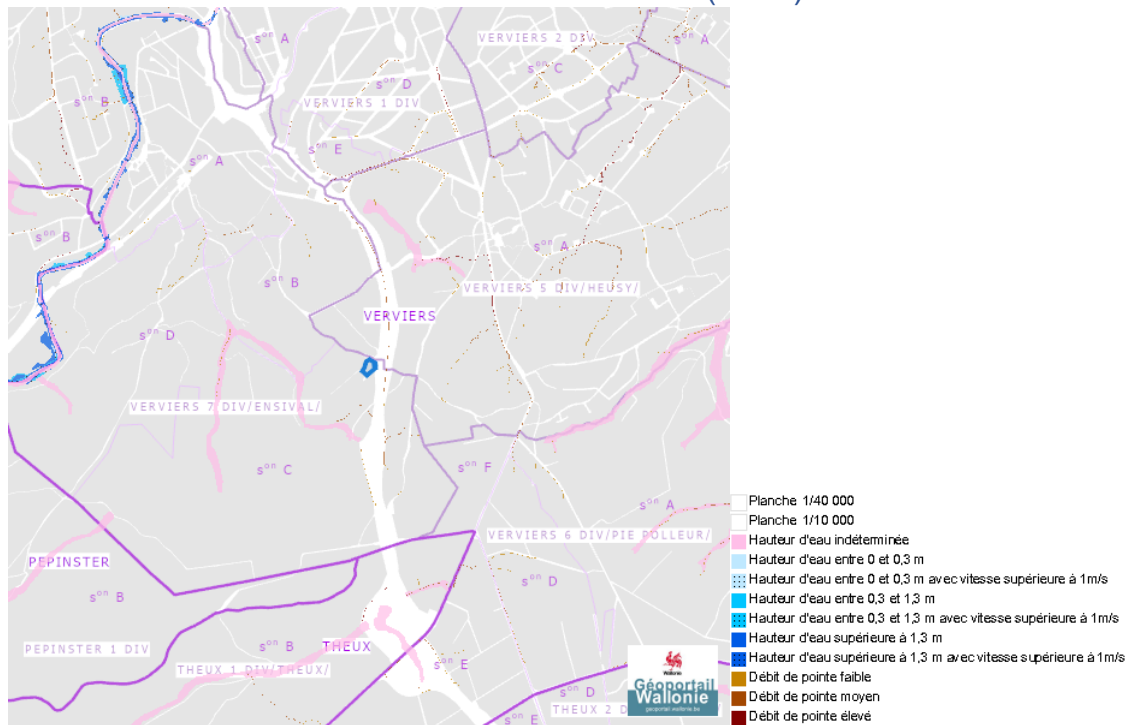 VERVIERS 2 DIV
sᵒⁿ A
sᵒⁿ A
sᵒⁿ C
sᵒⁿ D
sᵒⁿ B
VERVIERS 1 DIV
sᵒⁿ E
sᵒⁿ A
sᵒⁿ B
sᵒⁿ A
sᵒⁿ B
VERVIERS 5 DIV/HEUSY/
VERVIERS
sᵒⁿ D
VERVIERS 7 DIV/ENSIVAL/
sᵒⁿ C
sᵒⁿ F
sᵒⁿ A
VERVIERS 6 DIV/PIE POLLEUR/
PEPINSTER
sᵒⁿ B
sᵒⁿ D
PEPINSTER 1 DIV
sᵒⁿ B
THEUX
THEUX 1 DIV/THEUX/
sᵒⁿ E
sᵒⁿ D
THEUX 2 D
sᵒⁿ E
Wallonie
Géoportail
Wallonie
geoportail.wallonie.be
Planche 1/40 000
Planche 1/10 000
Hauteur d'eau indéterminée
Hauteur d'eau entre 0 et 0,3 m
Hauteur d'eau entre 0 et 0,3 m avec vitesse supérieure à 1m/s
Hauteur d'eau entre 0,3 et 1,3 m
Hauteur d'eau entre 0,3 et 1,3 m avec vitesse supérieure à 1m/s
Hauteur d'eau supérieure à 1,3 m
Hauteur d'eau supérieure à 1,3 m avec vitesse supérieure à 1m/s
Débit de pointe faible
Débit de pointe moyen
Débit de pointe élevé